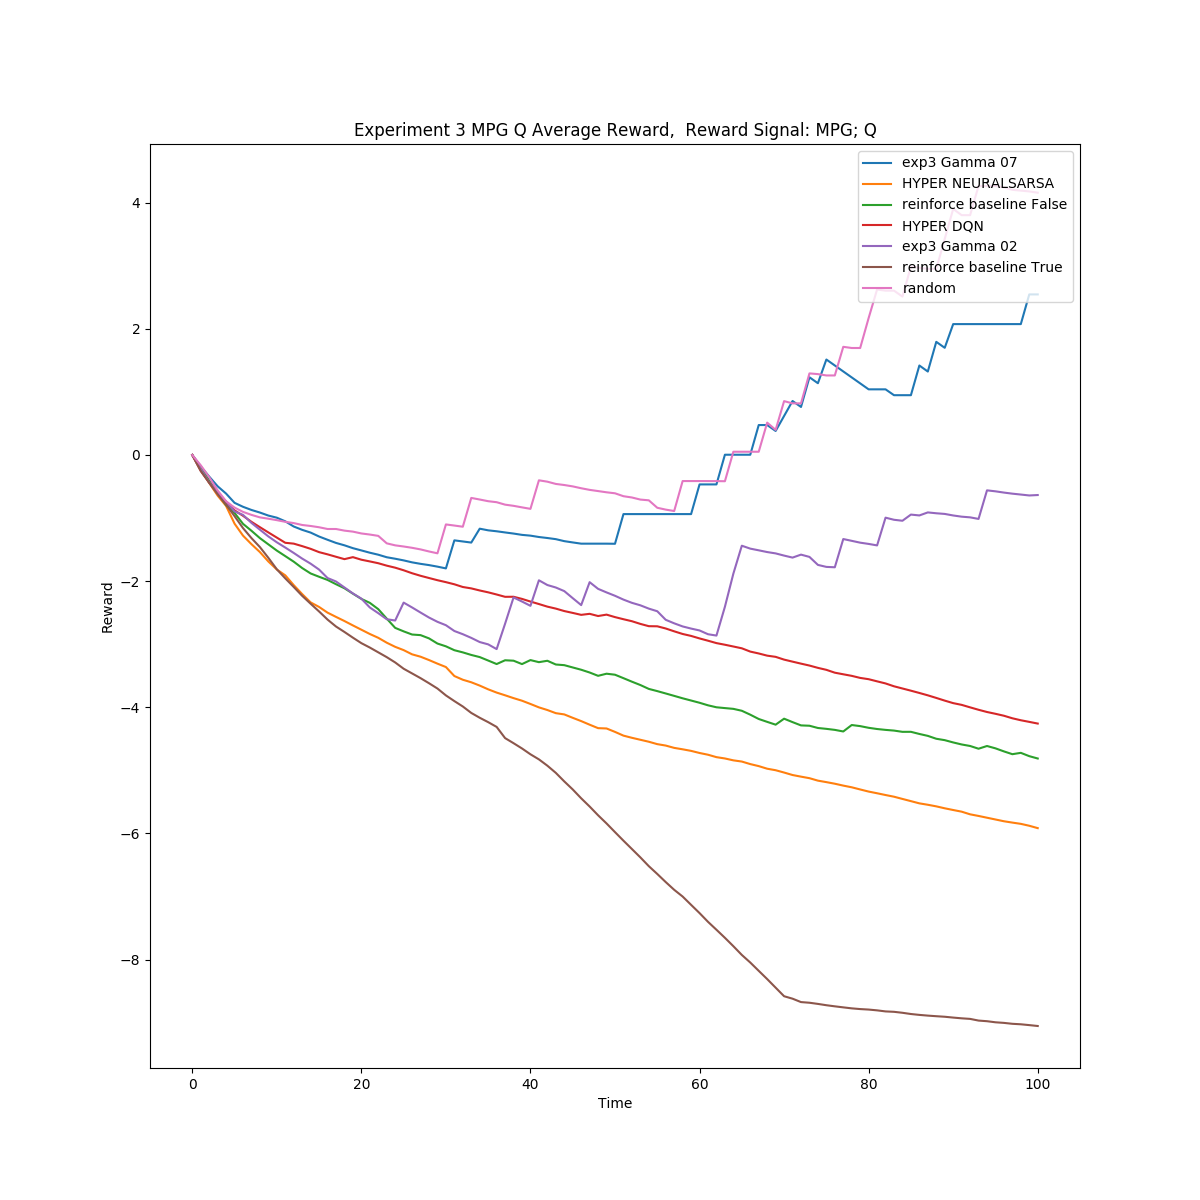 Experiment 3 MPG Q Average Reward,  Reward Signal: MPG; Q
exp3 Gamma 07
HYPER NEURALSARSA
reinforce baseline False
HYPER DQN
exp3 Gamma 02
reinforce baseline True
random
4
2
0
−2
−4
−6
−8
Reward
0 20 40 60 80 100
Time